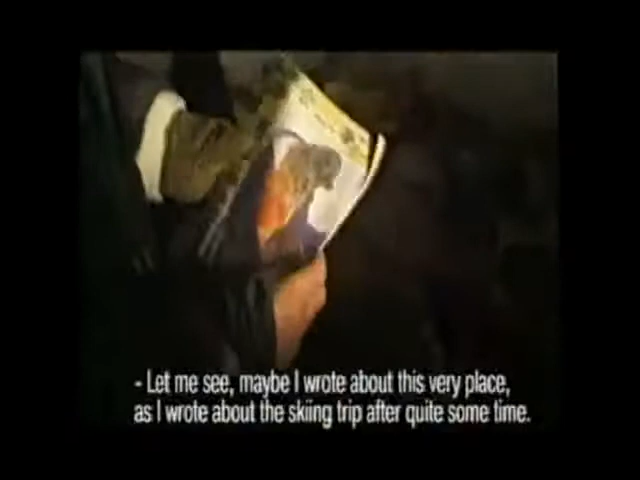 - Let me see, maybe I wrote about this very place,
as I wrote about the skiing trip after quite some time.